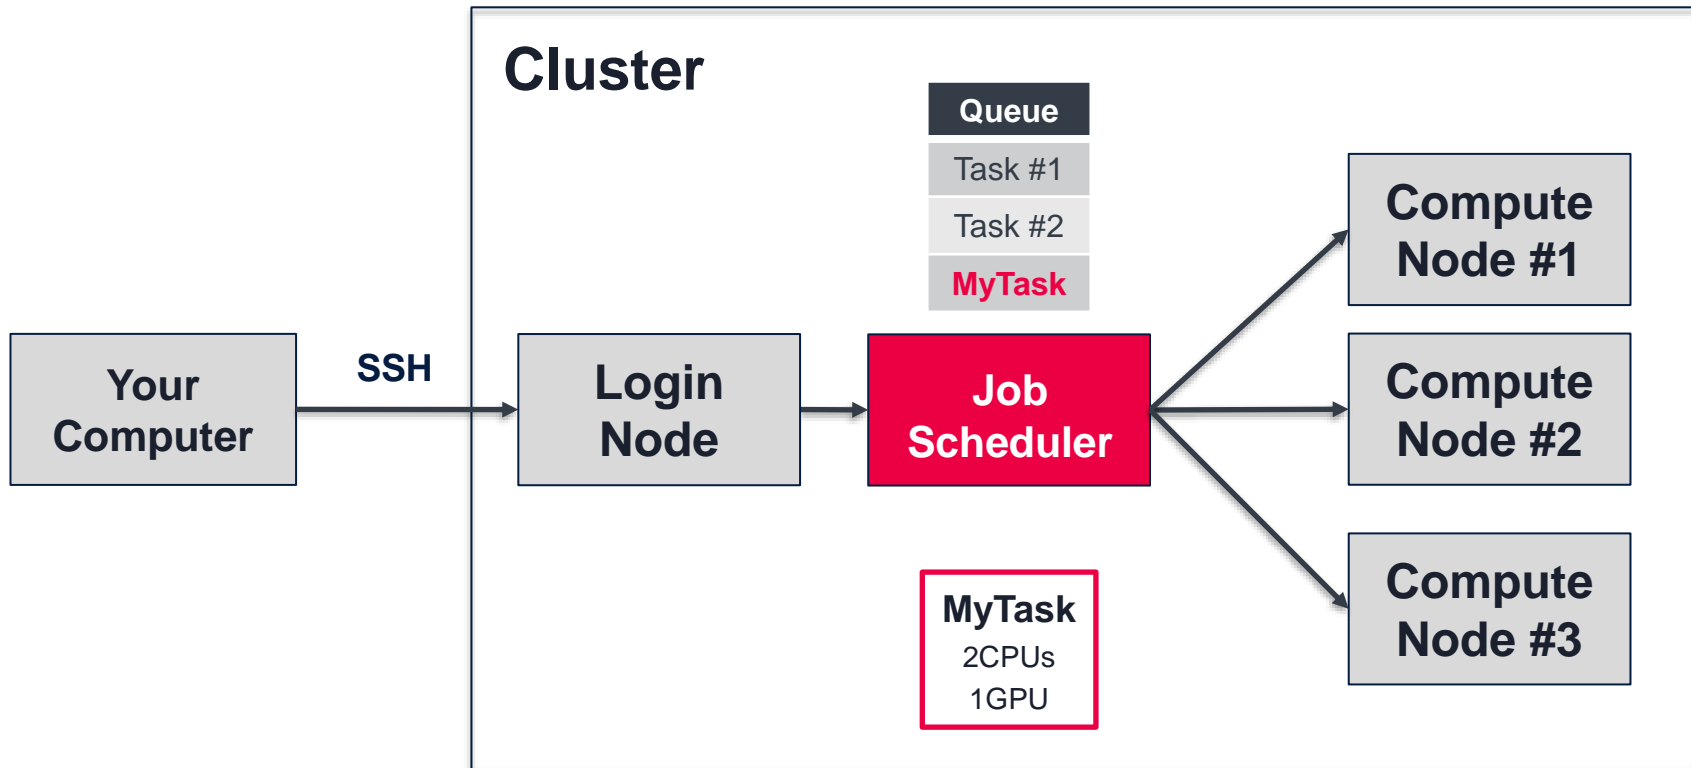 Cluster
Queue
Task #1
Task #2
MyTask
Your
Computer
SSH
Login
Node
Job
Scheduler
Compute
Node #1
Compute
Node #2
Compute
Node #3
MyTask
2CPUs
1GPU